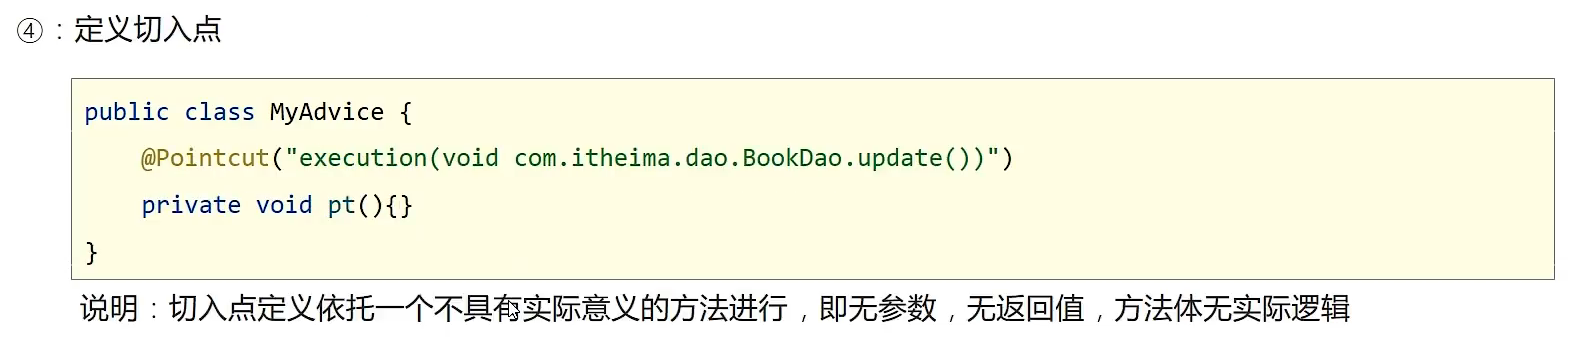 ④：定义切入点
public class MyAdvice {
    @Pointcut("execution(void com.itheima.dao.BookDao.update())")
    private void pt(){}
}
说明：切入点定义依托一个不具有实际意义的方法进行，即无参数，无返回值，方法体无实际逻辑